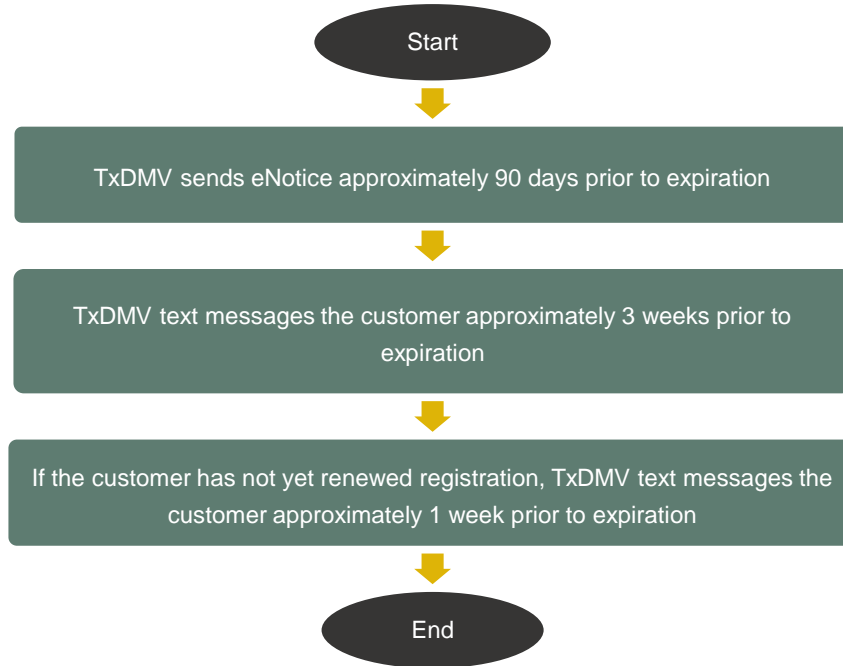 Start
TxDMV sends eNotice approximately 90 days prior to expiration
TxDMV text messages the customer approximately 3 weeks prior to
expiration
If the customer has not yet renewed registration, TxDMV text messages the
customer approximately 1 week prior to expiration
End